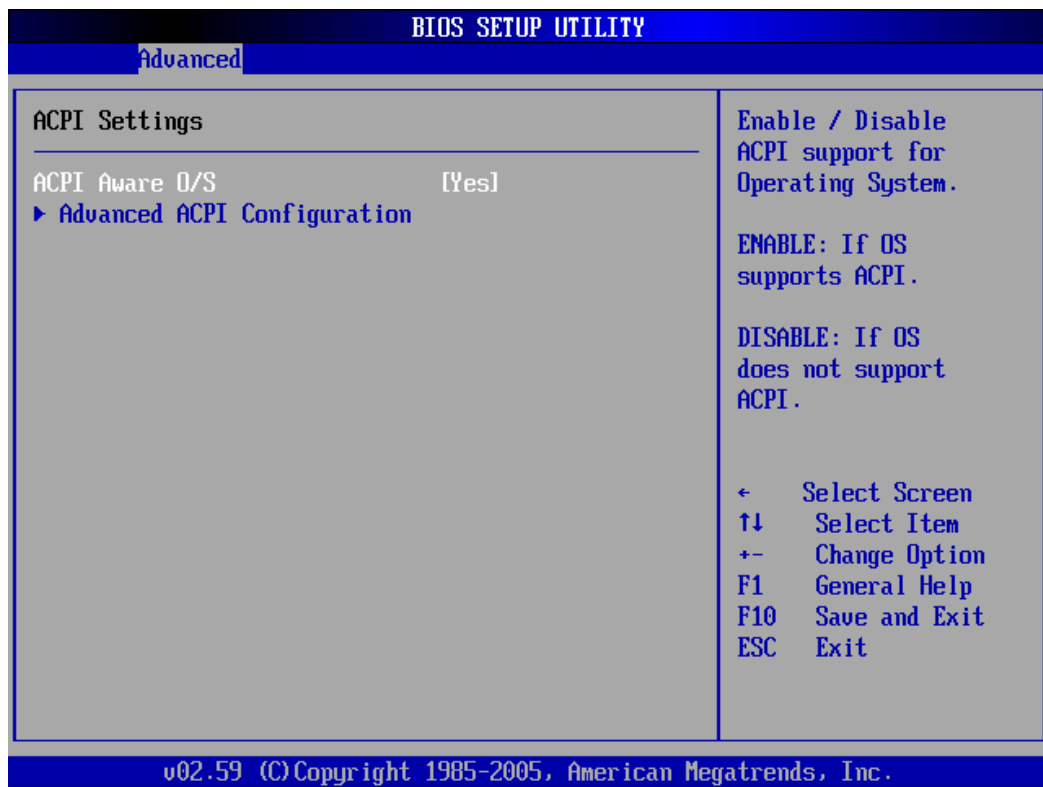 BIOS SETUP UTILITY
Advanced
ACPI Settings
ACPI Aware O/S [Yes]
▶ Advanced ACPI Configuration
Enable / Disable
ACPI support for
Operating System.
ENABLE: If OS
supports ACPI.
DISABLE: If OS
does not support
ACPI.
← Select Screen
↑↓ Select Item
+- Change Option
F1 General Help
F10 Save and Exit
ESC Exit
v02.59 (C)Copyright 1985-2005, American Megatrends, Inc.